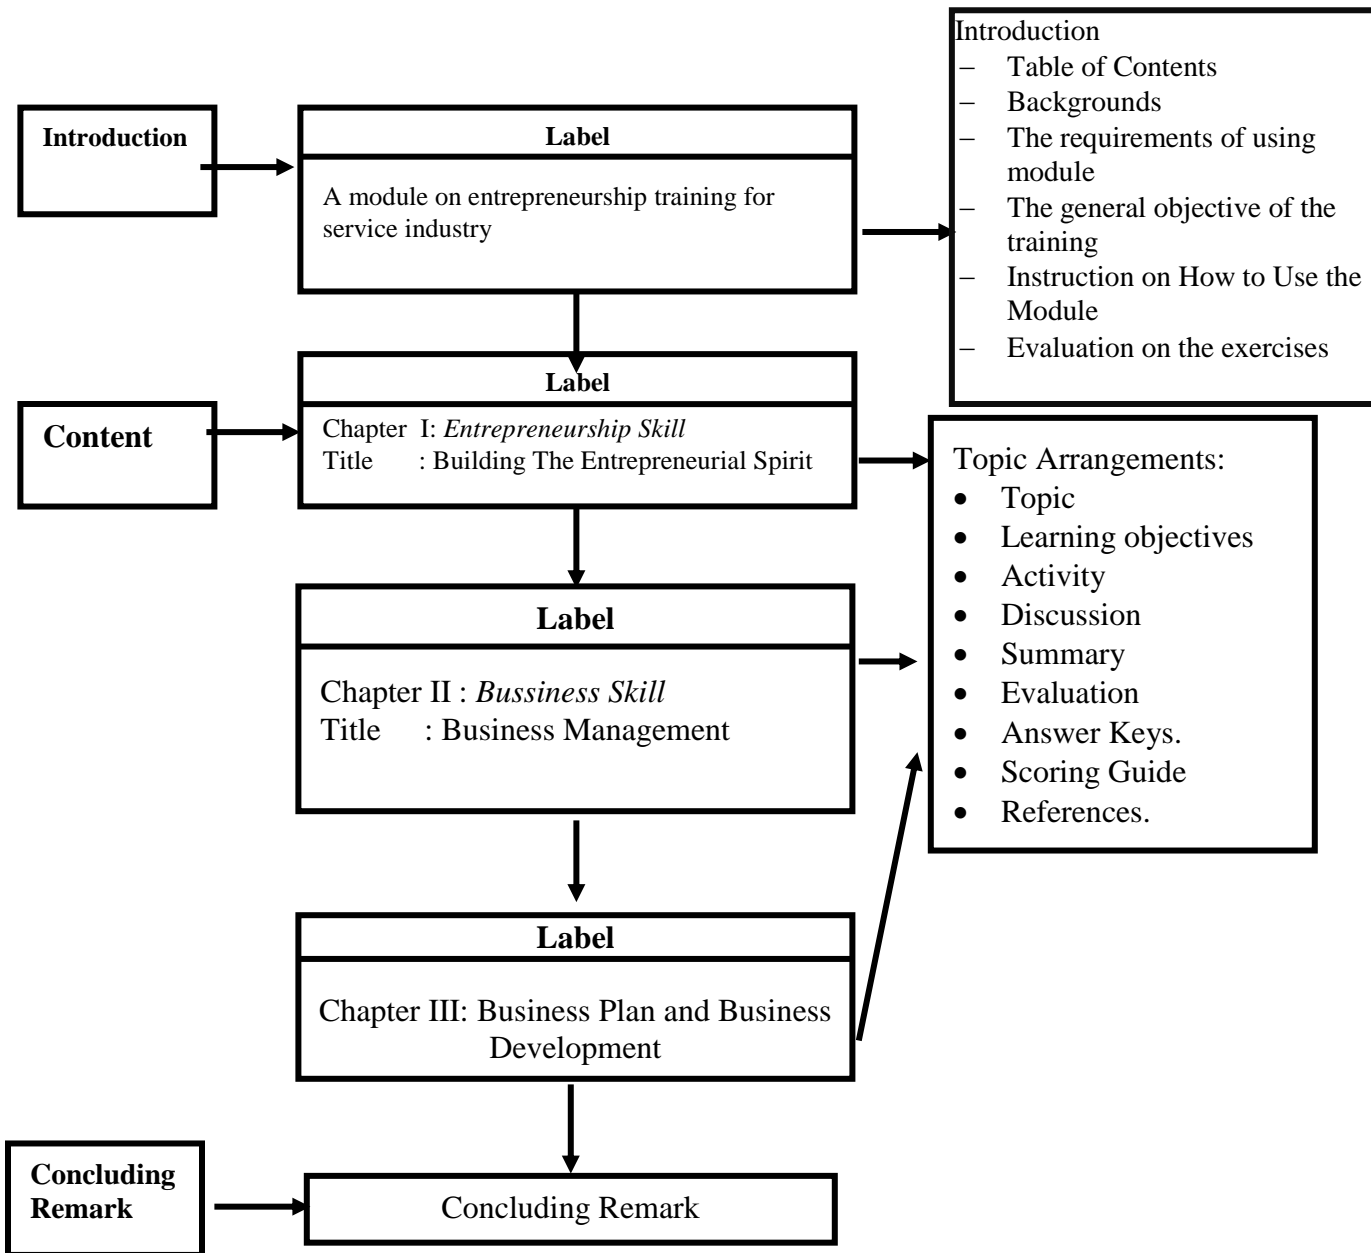 Introduction
Label
A module on entrepreneurship training for
service industry
Introduction
– Table of Contents
– Backgrounds
– The requirements of using
module
– The general objective of the
training
– Instruction on How to Use the
Module
– Evaluation on the exercises
Content
Label
Chapter I: Entrepreneurship Skill
Title : Building The Entrepreneurial Spirit
Topic Arrangements:
• Topic
• Learning objectives
• Activity
• Discussion
• Summary
• Evaluation
• Answer Keys.
• Scoring Guide
• References.
Label
Chapter II : Bussiness Skill
Title : Business Management
Label
Chapter III: Business Plan and Business
Development
Concluding
Remark
Concluding Remark